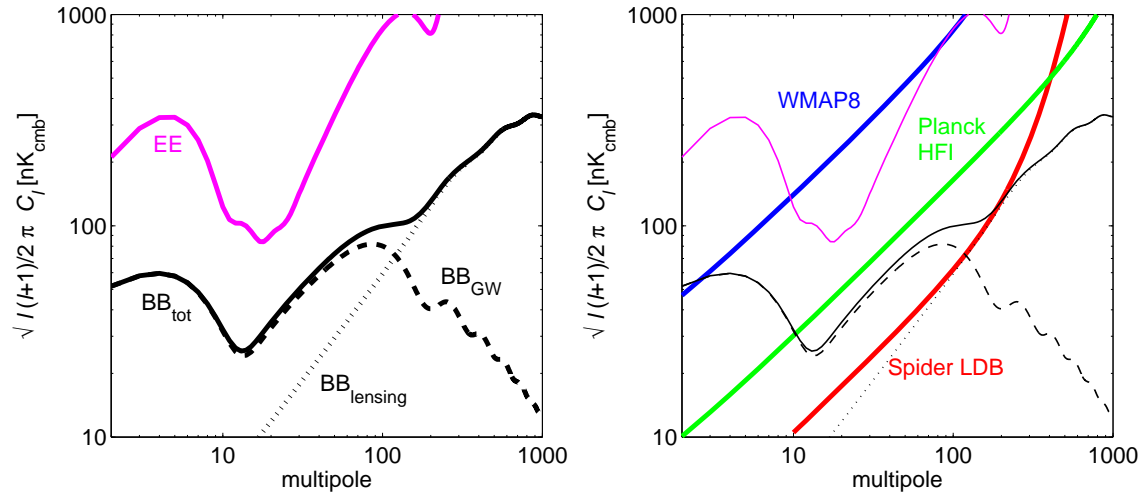 1000
100
10
10
100
1000
multipole
√ l (l+1)/2 π C_l [nK_cmb]
EE
BB_tot
BB_GW
BB_lensing
1000
100
10
10
100
1000
multipole
√ l (l+1)/2 π C_l [nK_cmb]
WMAP8
Planck
HFI
Spider LDB